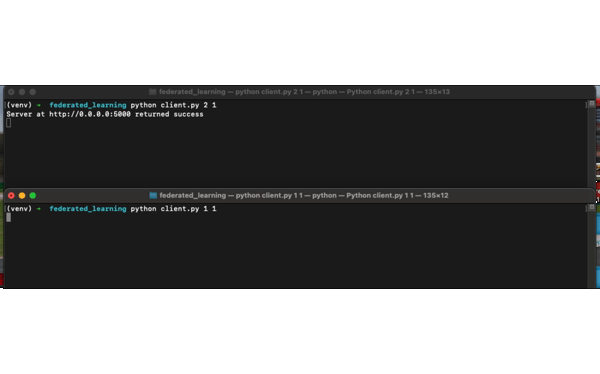 federated_learning — python client.py 2 1 — python — Python client.py 2 1 — 135×13
(venv) → federated_learning python client.py 2 1
Server at http://0.0.0.0:5000 returned success
federated_learning — python client.py 1 1 — python — Python client.py 1 1 — 135×12
(venv) → federated_learning python client.py 1 1